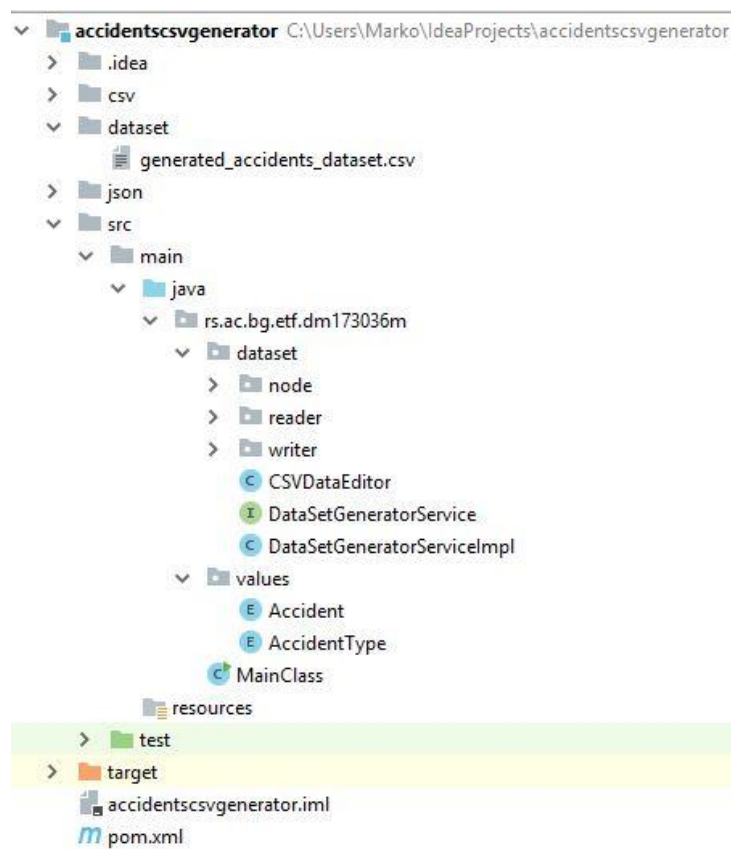 accidentscsvgenerator C:\Users\Marko\IdeaProjects\accidentscsvgenerator
.idea
csv
dataset
generated_accidents_dataset.csv
json
src
main
java
rs.ac.bg.etf.dm173036m
dataset
node
reader
writer
C CSVDataEditor
I DataSetGeneratorService
C DataSetGeneratorServiceImpl
values
E Accident
E AccidentType
C MainClass
resources
test
target
accidentscsvgenerator.iml
m pom.xml